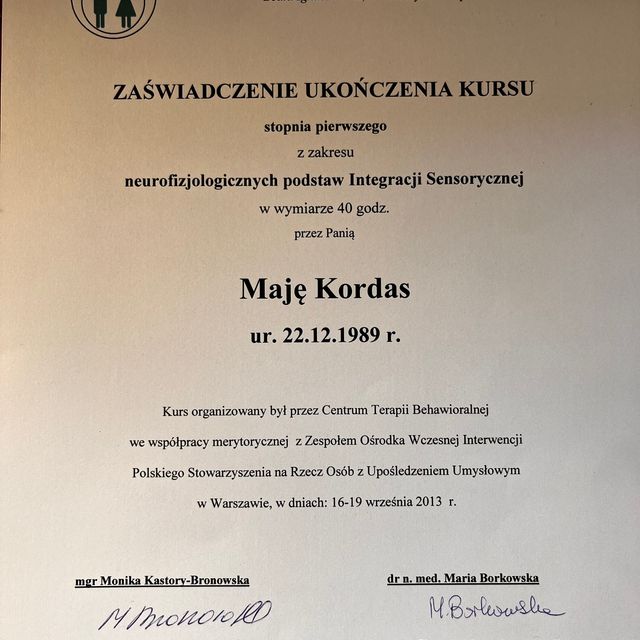 ZAŚWIADCZENIE UKOŃCZENIA KURSU
stopnia pierwszego
z zakresu
neurofizjologicznych podstaw Integracji Sensorycznej
w wymiarze 40 godz.
przez Panią
Maję Kordas
ur. 22.12.1989 r.
Kurs organizowany był przez Centrum Terapii Behawioralnej
we współpracy merytorycznej z Zespołem Ośrodka Wczesnej Interwencji
Polskiego Stowarzyszenia na Rzecz Osób z Upośledzeniem Umysłowym
w Warszawie, w dniach: 16-19 września 2013 r.
mgr Monika Kastory-Bronowska
dr n. med. Maria Borkowska
M.Borkowska